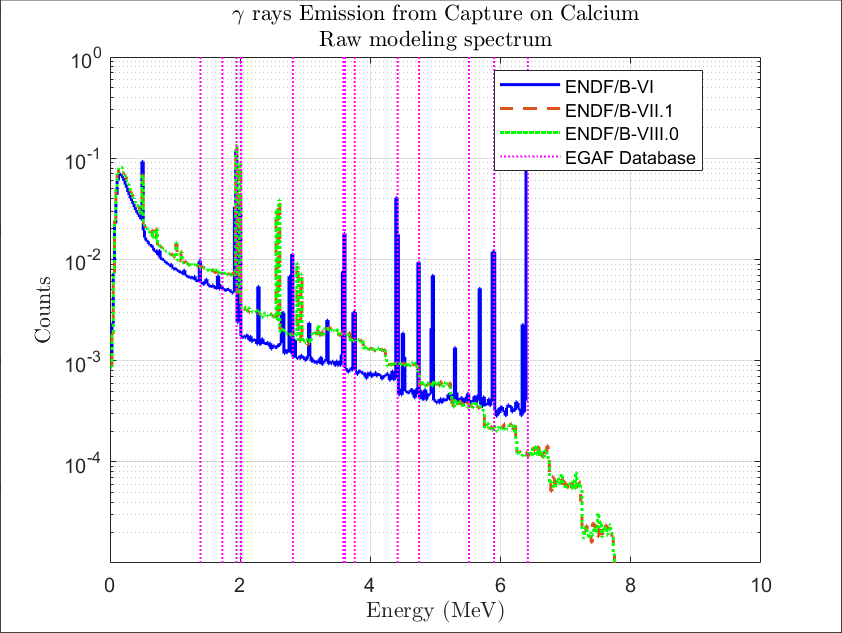 γ rays Emission from Capture on Calcium
Raw modeling spectrum
10^0
10^-1
10^-2
10^-3
10^-4
Counts
ENDF/B-VI
ENDF/B-VII.1
ENDF/B-VIII.0
EGAF Database
0 2 4 6 8 10
Energy (MeV)